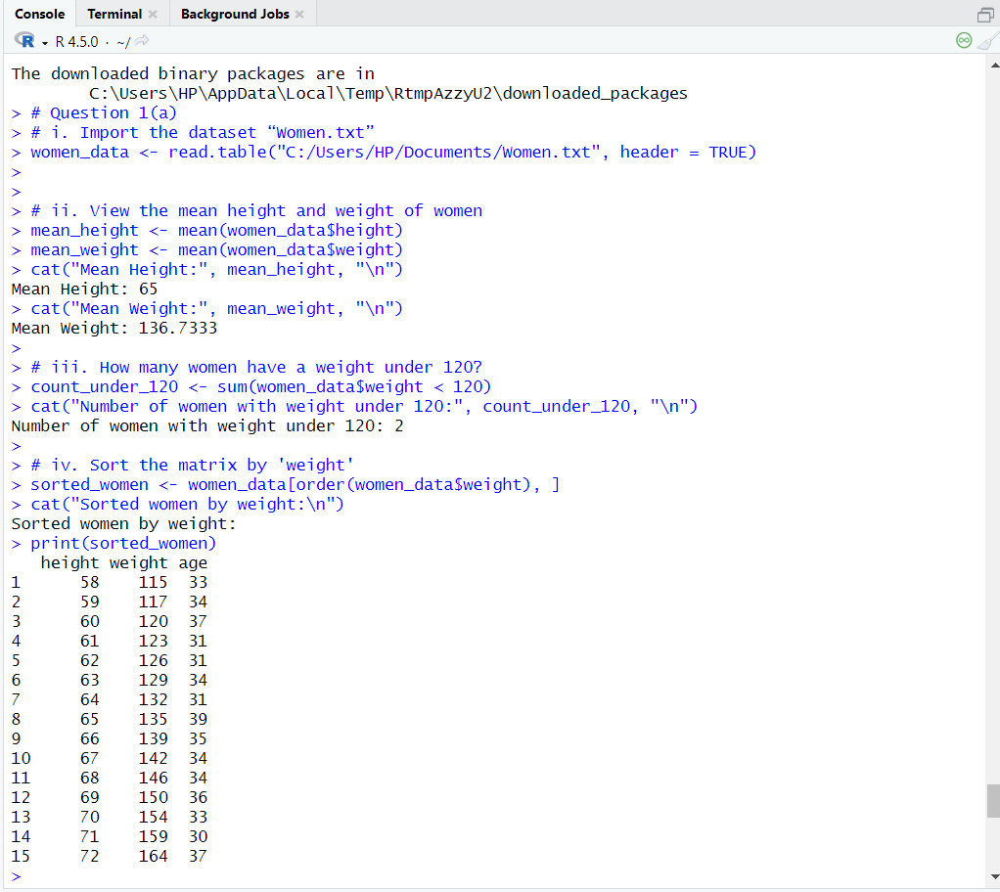 Console Terminal Background Jobs
R 4.5.0 · ~/
The downloaded binary packages are in
        C:\Users\HP\AppData\Local\Temp\RtmpAzzyU2\downloaded_packages
> # Question 1(a)
> # i. Import the dataset “Women.txt”
> women_data <- read.table("C:/Users/HP/Documents/Women.txt", header = TRUE)
>
>
> # ii. View the mean height and weight of women
> mean_height <- mean(women_data$height)
> mean_weight <- mean(women_data$weight)
> cat("Mean Height:", mean_height, "\n")
Mean Height: 65
> cat("Mean Weight:", mean_weight, "\n")
Mean Weight: 136.7333
>
> # iii. How many women have a weight under 120?
> count_under_120 <- sum(women_data$weight < 120)
> cat("Number of women with weight under 120:", count_under_120, "\n")
Number of women with weight under 120: 2
>
> # iv. Sort the matrix by 'weight'
> sorted_women <- women_data[order(women_data$weight), ]
> cat("Sorted women by weight:\n")
Sorted women by weight:
> print(sorted_women)
   height weight age
1      58    115  33
2      59    117  34
3      60    120  37
4      61    123  31
5      62    126  31
6      63    129  34
7      64    132  31
8      65    135  39
9      66    139  35
10     67    142  34
11     68    146  34
12     69    150  36
13     70    154  33
14     71    159  30
15     72    164  37
>